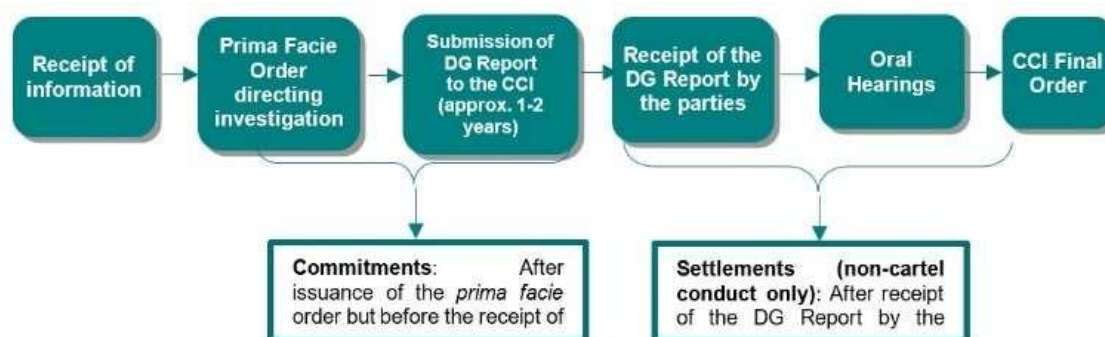 Receipt of
information
Prima Facie
Order
directing
investigation
Submission of
DG Report
to the CCI
(approx. 1-2
years)
Receipt of the
DG Report by
the parties
Oral
Hearings
CCI Final
Order
Commitments: After
issuance of the prima facie
order but before the receipt of
Settlements (non-cartel
conduct only): After receipt
of the DG Report by the